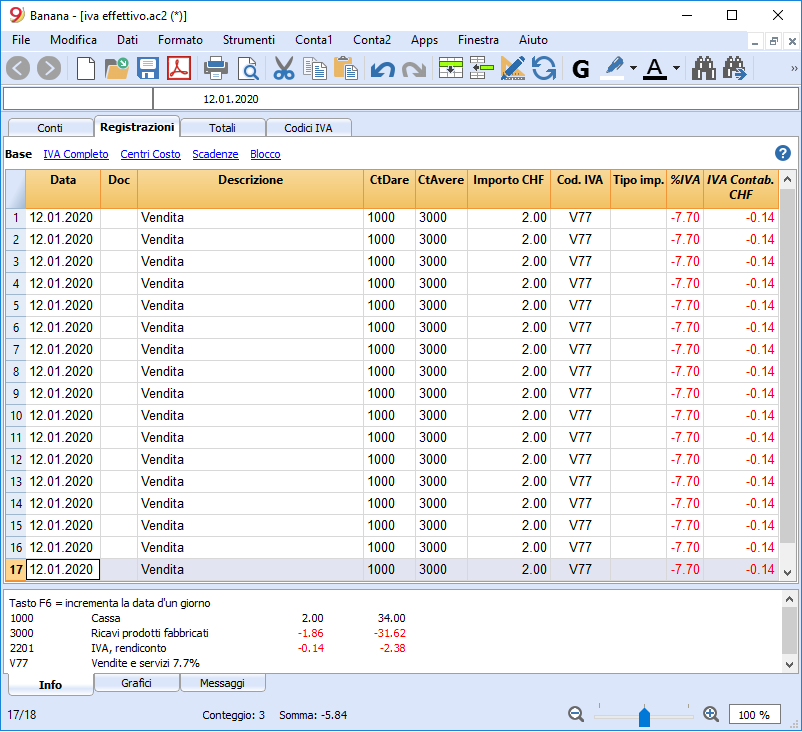 Banana - [iva effettivo.ac2 (*)]
File Modifica Dati Formato Strumenti Conta1 Conta2 Apps Finestra Aiuto
G A »
12.01.2020
Conti Registrazioni Totali Codici IVA
Base IVA Completo Centri Costo Scadenze Blocco ?
Data Doc Descrizione CtDare CtAvere Importo CHF Cod. IVA Tipo imp. %IVA IVA Contab.
CHF
1 12.01.2020 Vendita 1000 3000 2.00 V77 -7.70 -0.14
2 12.01.2020 Vendita 1000 3000 2.00 V77 -7.70 -0.14
3 12.01.2020 Vendita 1000 3000 2.00 V77 -7.70 -0.14
4 12.01.2020 Vendita 1000 3000 2.00 V77 -7.70 -0.14
5 12.01.2020 Vendita 1000 3000 2.00 V77 -7.70 -0.14
6 12.01.2020 Vendita 1000 3000 2.00 V77 -7.70 -0.14
7 12.01.2020 Vendita 1000 3000 2.00 V77 -7.70 -0.14
8 12.01.2020 Vendita 1000 3000 2.00 V77 -7.70 -0.14
9 12.01.2020 Vendita 1000 3000 2.00 V77 -7.70 -0.14
10 12.01.2020 Vendita 1000 3000 2.00 V77 -7.70 -0.14
11 12.01.2020 Vendita 1000 3000 2.00 V77 -7.70 -0.14
12 12.01.2020 Vendita 1000 3000 2.00 V77 -7.70 -0.14
13 12.01.2020 Vendita 1000 3000 2.00 V77 -7.70 -0.14
14 12.01.2020 Vendita 1000 3000 2.00 V77 -7.70 -0.14
15 12.01.2020 Vendita 1000 3000 2.00 V77 -7.70 -0.14
16 12.01.2020 Vendita 1000 3000 2.00 V77 -7.70 -0.14
17 12.01.2020 Vendita 1000 3000 2.00 V77 -7.70 -0.14
Tasto F6 = incrementa la data d'un giorno
1000 Cassa 2.00 34.00
3000 Ricavi prodotti fabbricati -1.86 -31.62
2201 IVA, rendiconto -0.14 -2.38
V77 Vendite e servizi 7.7%
Info Grafici Messaggi
17/18 Conteggio: 3 Somma: -5.84 100 %